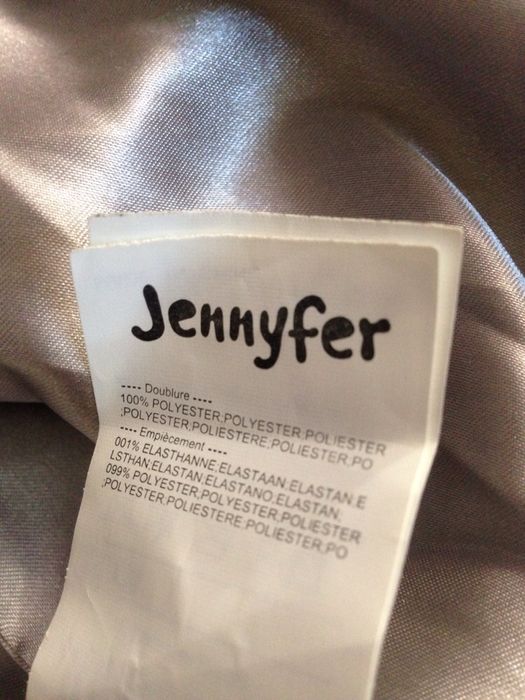 Jennyfer
---- Doublure ----
100% POLYESTER;POLYESTER;POLIESTER
;POLYESTER;POLIESTERE;POLIESTER;PO
---- Empiècement ----
001% ELASTHANNE;ELASTAAN;ELASTAN;E
LSTHAN;ELASTAN;ELASTANO;ELASTAN;
099% POLYESTER;POLYESTER;POLIESTER
;POLYESTER;POLIESTERE;POLIESTER;PO